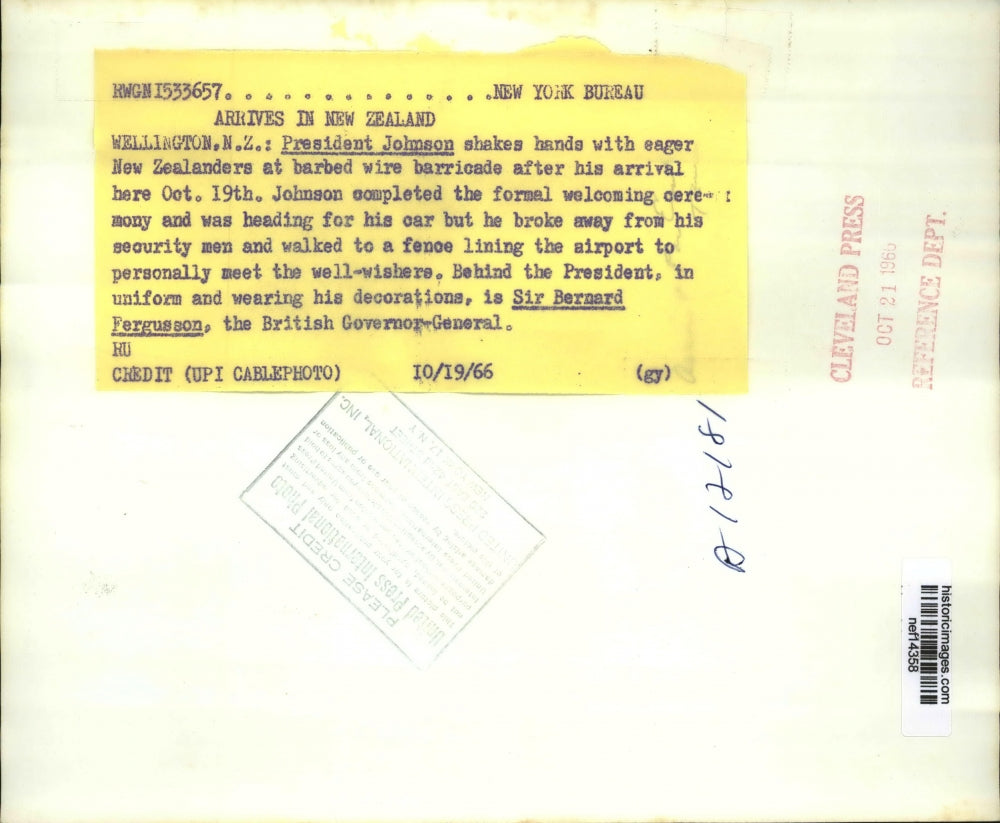 RWGN1533657. . . . . . . . . . . . . . . .NEW YORK BUREAU
ARRIVES IN NEW ZEALAND
WELLINGTON,N.Z.: President Johnson shakes hands with eager
New Zealanders at barbed wire barricade after his arrival
here Oct. 19th. Johnson completed the formal welcoming cere-
mony and was heading for his car but he broke away from his
security men and walked to a fence lining the airport to
personally meet the well-wishers. Behind the President, in
uniform and wearing his decorations, is Sir Bernard
Fergusson, the British Governor-General.
HU
CREDIT (UPI CABLEPHOTO) 10/19/66 (gy)
CLEVELAND PRESS
OCT 21 1966
REFERENCE DEPT.
PLEASE CREDIT
United Press International Photo
historicimages.com
nef14358